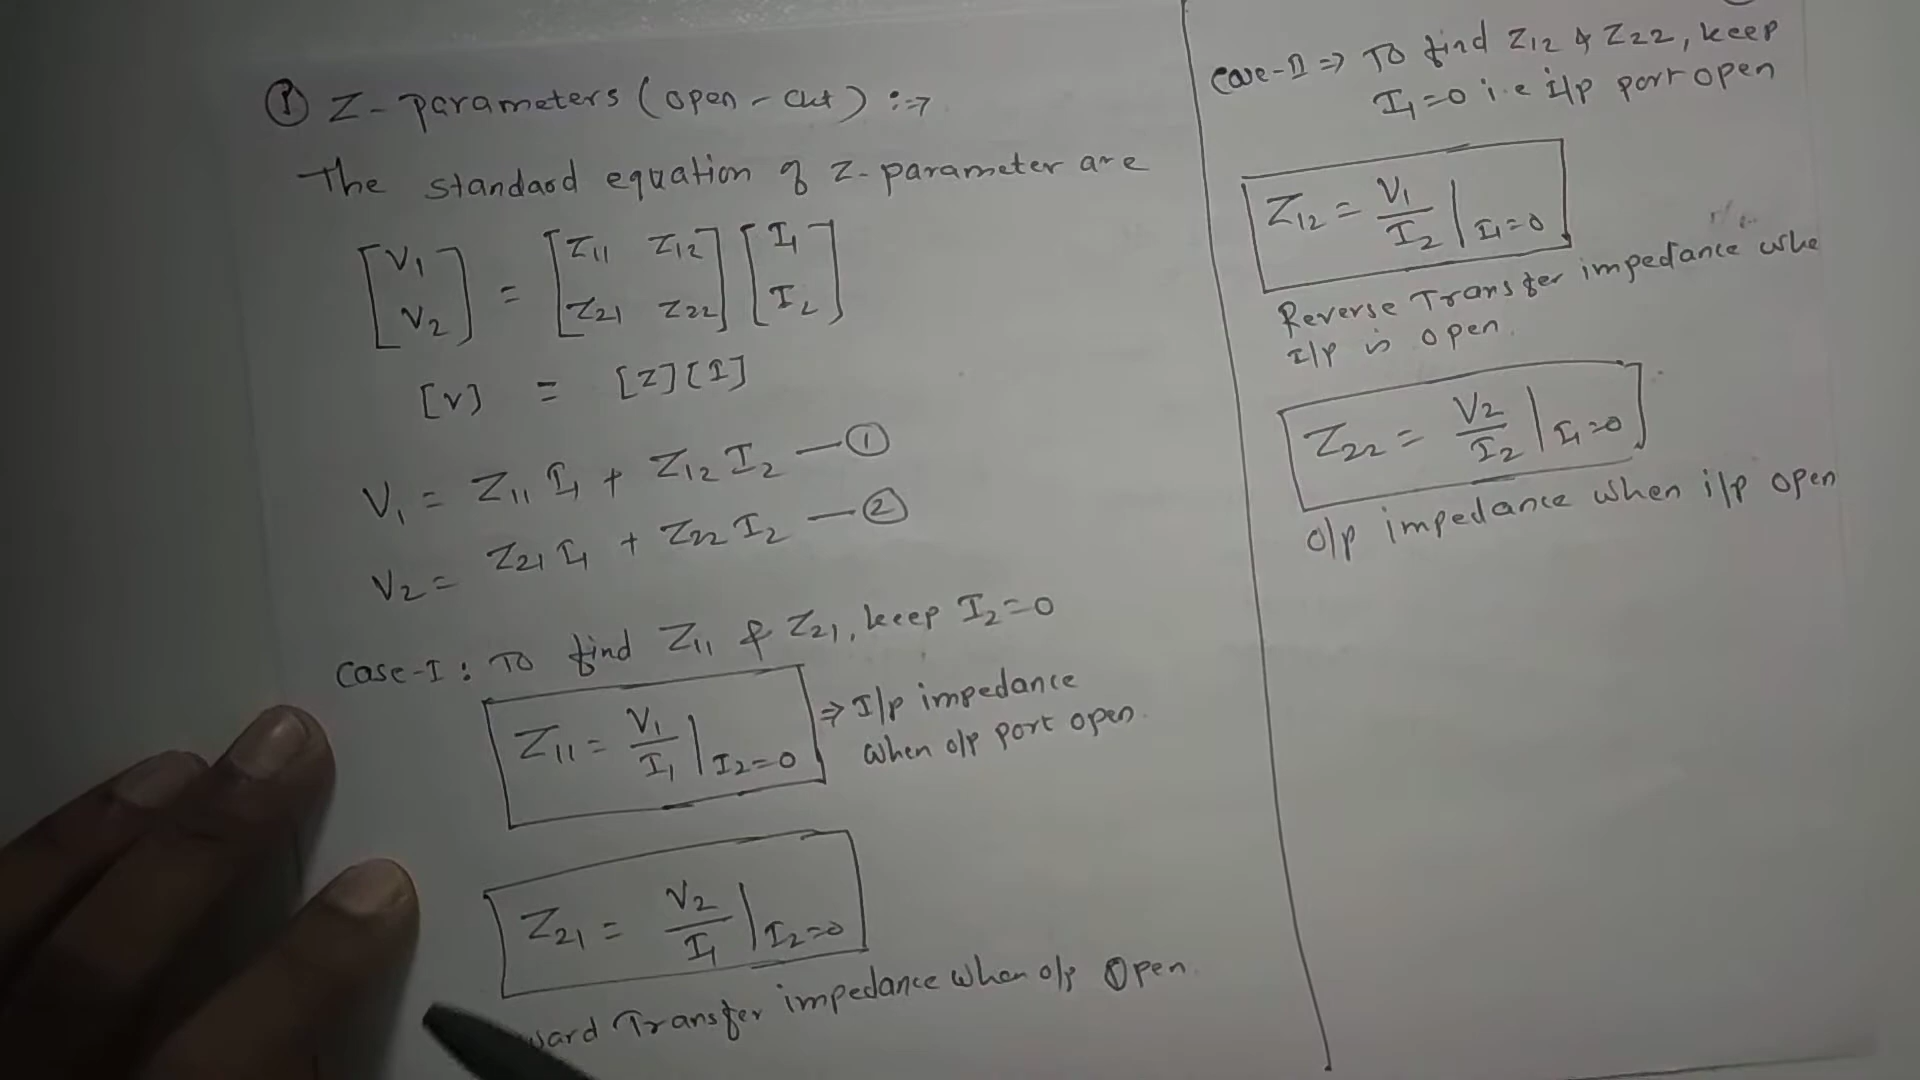 ① Z-parameters (open-ckt) :→
The standard equation of Z-parameter are
[V1 V2] = [Z11 Z12 Z21 Z22] [I1 I2]
[V] = [Z][I]
V1 = Z11 I1 + Z12 I2 —①
V2 = Z21 I1 + Z22 I2 —②
Case-I : To find Z11 & Z21, keep I2=0
Z11 = V1/I1 | I2=0 ⇒ I/p impedance
when o/p port open
Z21 = V2/I1 | I2=0
ward Transfer impedance when o/p open
Case-II ⇒ To find Z12 & Z22, keep
I1=0 i.e i/p port open
Z12 = V1/I2 | I1=0
Reverse Transfer impedance whe
I/p is open.
Z22 = V2/I2 | I1=0
o/p impedance when i/p open